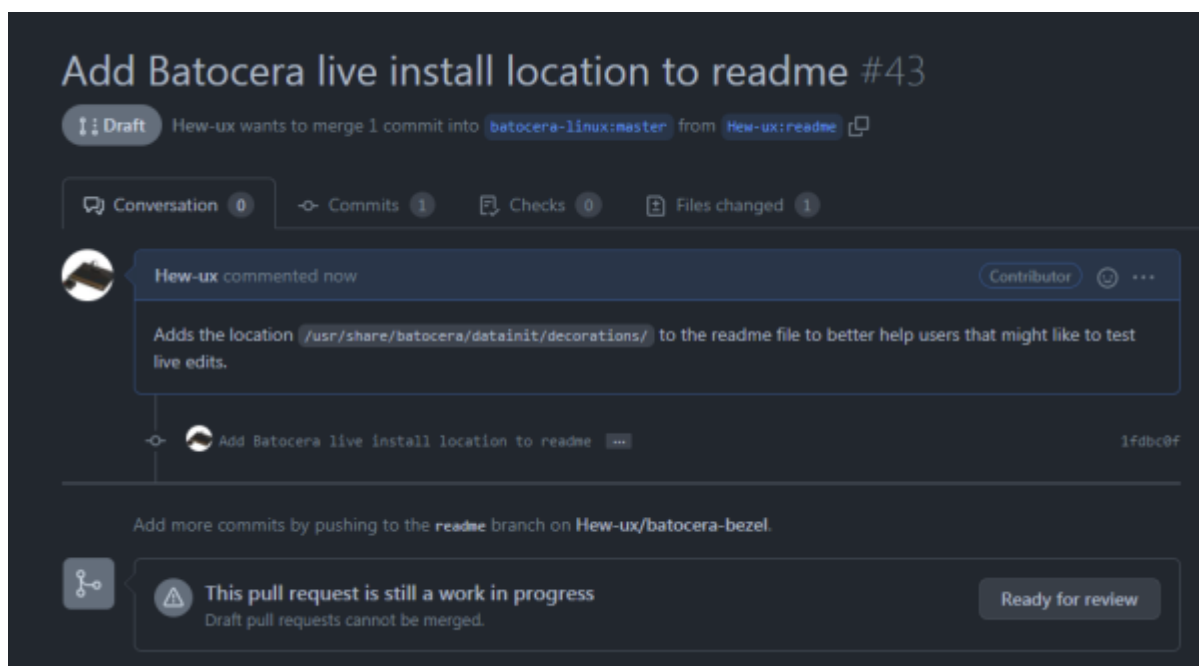 Add Batocera live install location to readme #43
Draft Hew-ux wants to merge 1 commit into batocera-linux:master from Hew-ux:readme
Conversation 0 Commits 1 Checks 0 Files changed 1
Hew-ux commented now Contributor
Adds the location /usr/share/batocera/datainit/decorations/ to the readme file to better help users that might like to test
live edits.
Add Batocera live install location to readme ... 1fdbc0f
Add more commits by pushing to the readme branch on Hew-ux/batocera-bezel.
This pull request is still a work in progress
Ready for review
Draft pull requests cannot be merged.